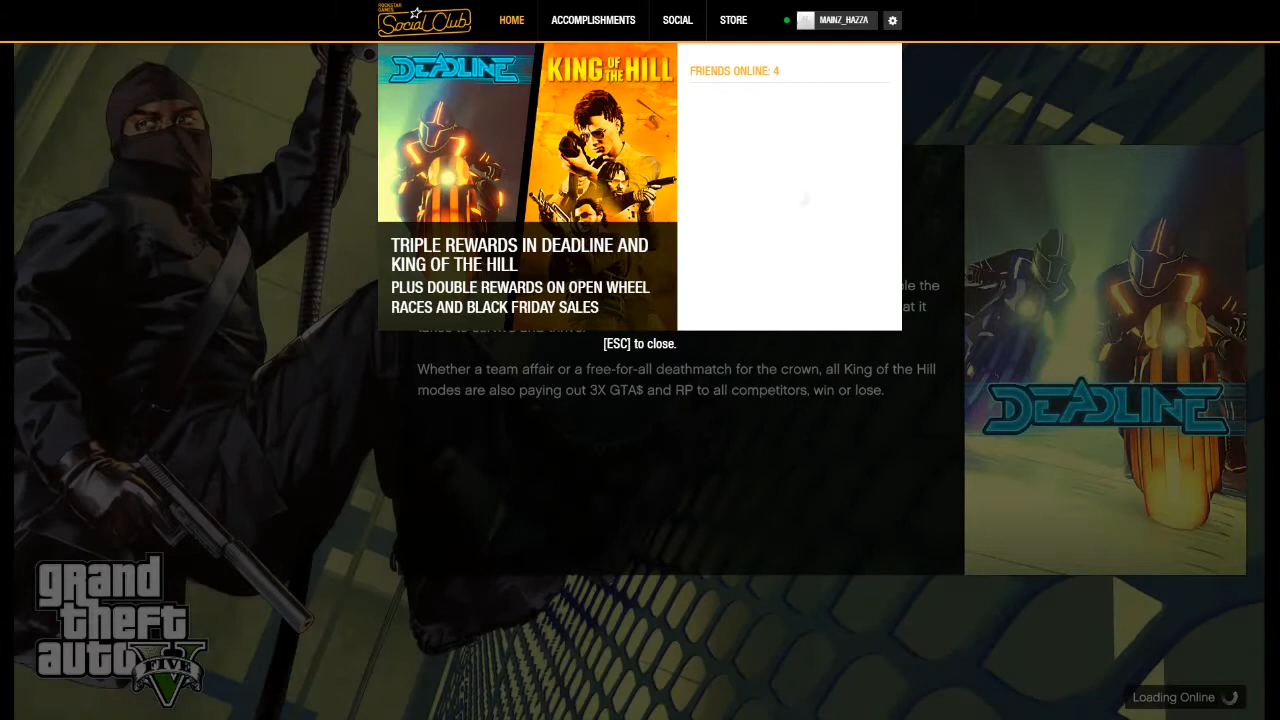 ROCKSTAR
GAMES
Social Club
HOME
ACCOMPLISHMENTS
SOCIAL
STORE
MAINZ_HAZZA
DEADLINE
KING OF THE HILL
FRIENDS ONLINE: 4
TRIPLE REWARDS IN DEADLINE AND
KING OF THE HILL
PLUS DOUBLE REWARDS ON OPEN WHEEL
RACES AND BLACK FRIDAY SALES
the
at it
[ESC] to close.
Whether a team affair or a free-for-all deathmatch for the crown, all King of the Hill
modes are also paying out 3X GTA$ and RP to all competitors, win or lose.
DEADLINE
grand
theft
auto
V
FIVE
Loading Online